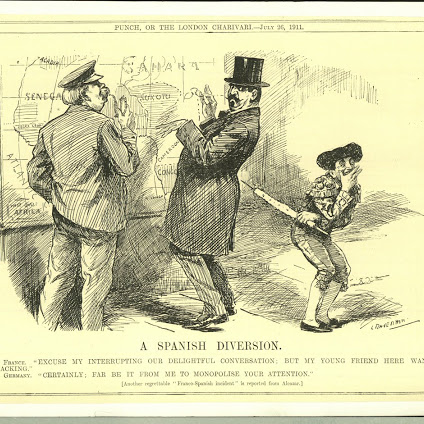 PUNCH, OR THE LONDON CHARIVARI.—JULY 26, 1911.
SAHARA
SENEGA
AFRICA
A SPANISH DIVERSION.
FRANCE. "EXCUSE MY INTERRUPTING OUR DELIGHTFUL CONVERSATION; BUT MY YOUNG FRIEND HERE WAN
ACKING."
GERMANY. "CERTAINLY; FAR BE IT FROM ME TO MONOPOLISE YOUR ATTENTION."
[Another regrettable "Franco-Spanish incident" is reported from Alcazar.]